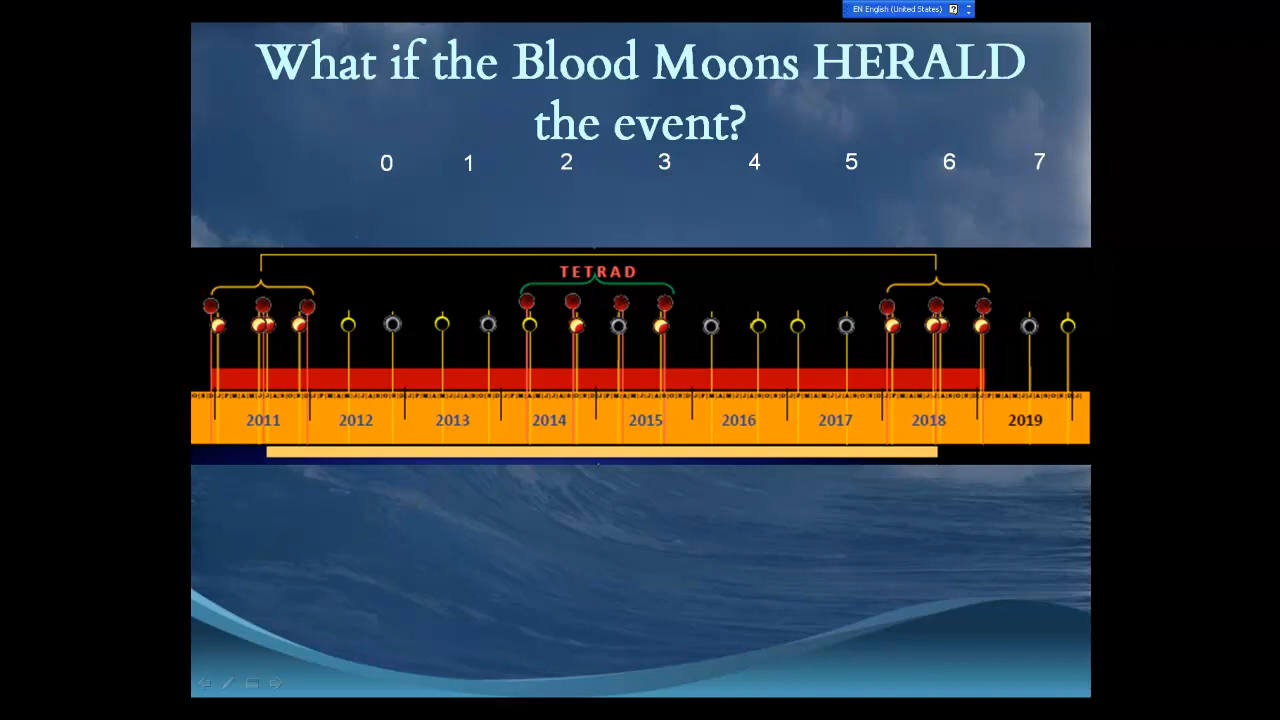 EN English (United States) ?
What if the Blood Moons HERALD
the event?
0 1 2 3 4 5 6 7
TETRAD
2011 2012 2013 2014 2015 2016 2017 2018 2019